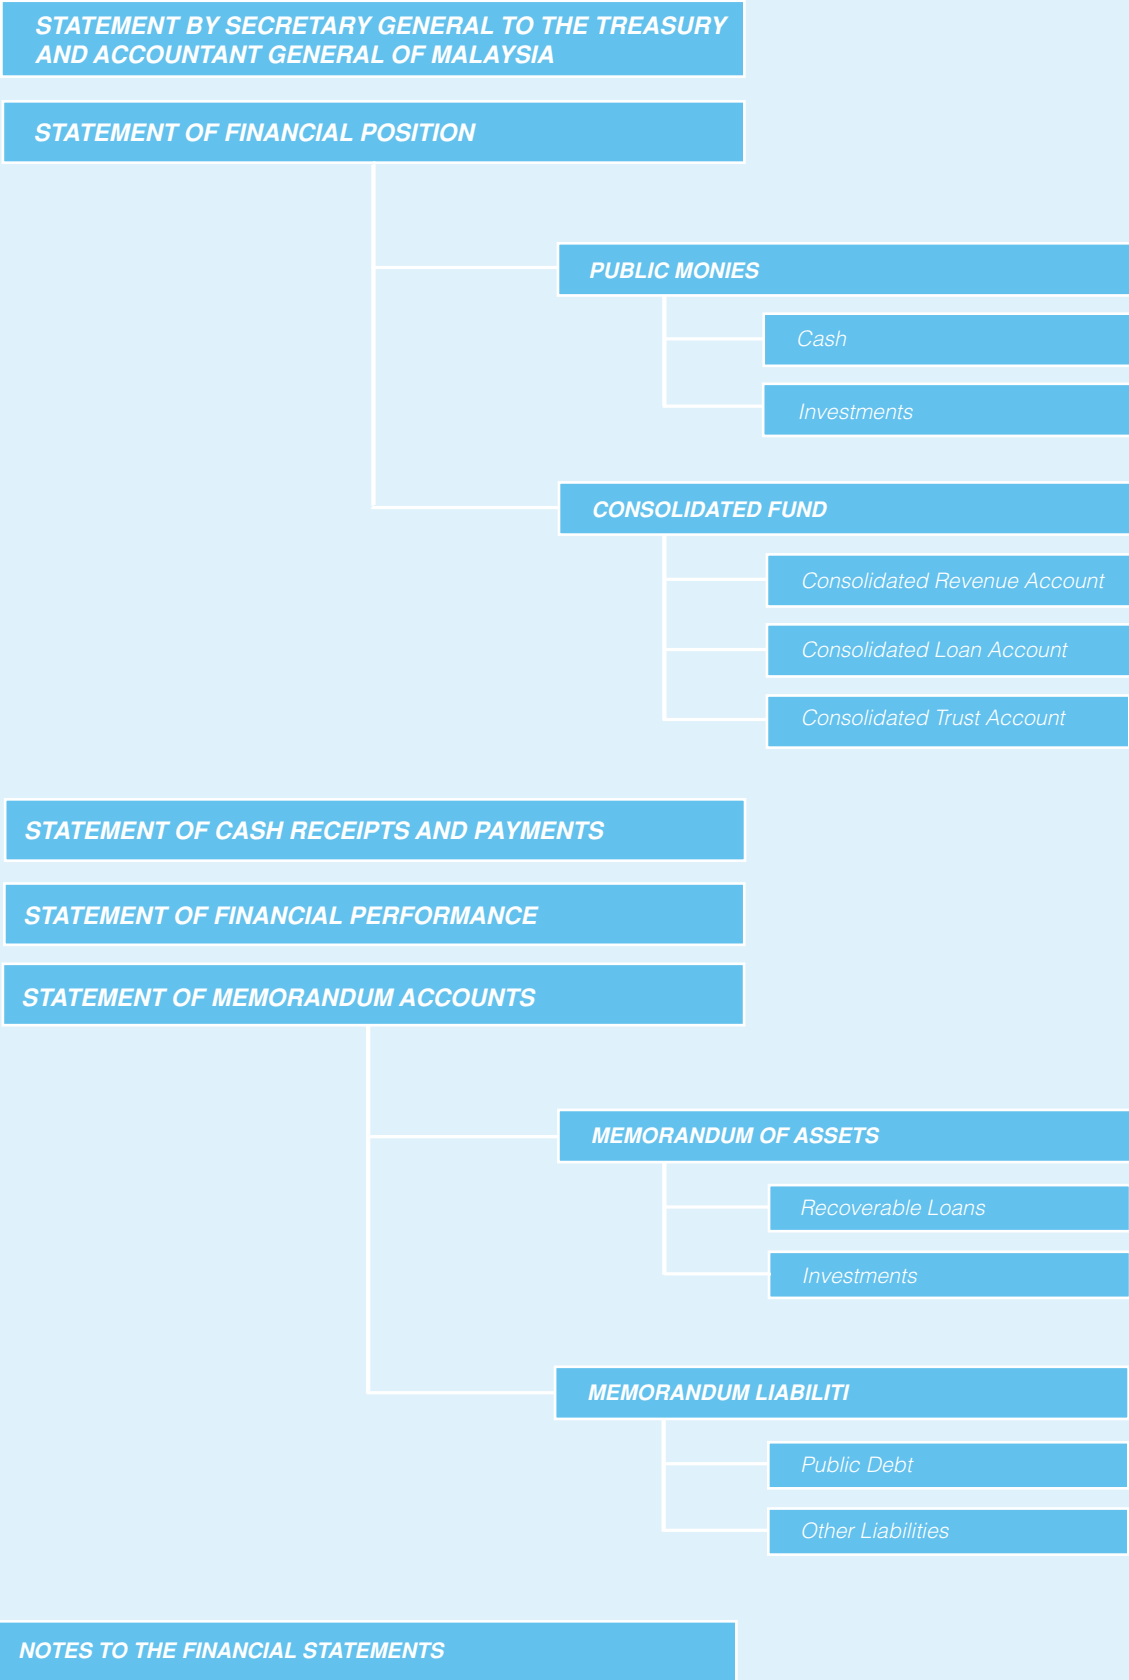 STATEMENT BY SECRETARY GENERAL TO THE TREASURY
AND ACCOUNTANT GENERAL OF MALAYSIA
STATEMENT OF FINANCIAL POSITION
PUBLIC MONIES
Cash
Investments
CONSOLIDATED FUND
Consolidated Revenue Account
Consolidated Loan Account
Consolidated Trust Account
STATEMENT OF CASH RECEIPTS AND PAYMENTS
STATEMENT OF FINANCIAL PERFORMANCE
STATEMENT OF MEMORANDUM ACCOUNTS
MEMORANDUM OF ASSETS
Recoverable Loans
Investments
MEMORANDUM LIABILITI
Public Debt
Other Liabilities
NOTES TO THE FINANCIAL STATEMENTS